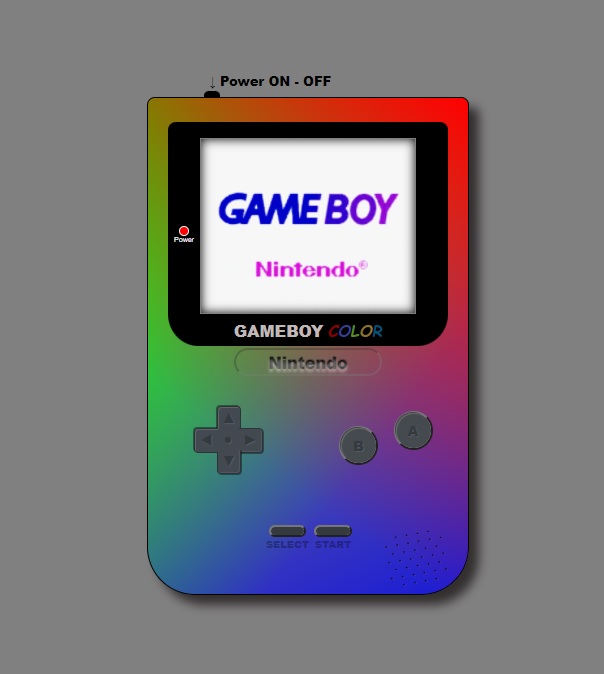 ↓ Power ON - OFF
GAME BOY
Nintendo®
Power
GAMEBOY COLOR
Nintendo
B
A
SELECT START